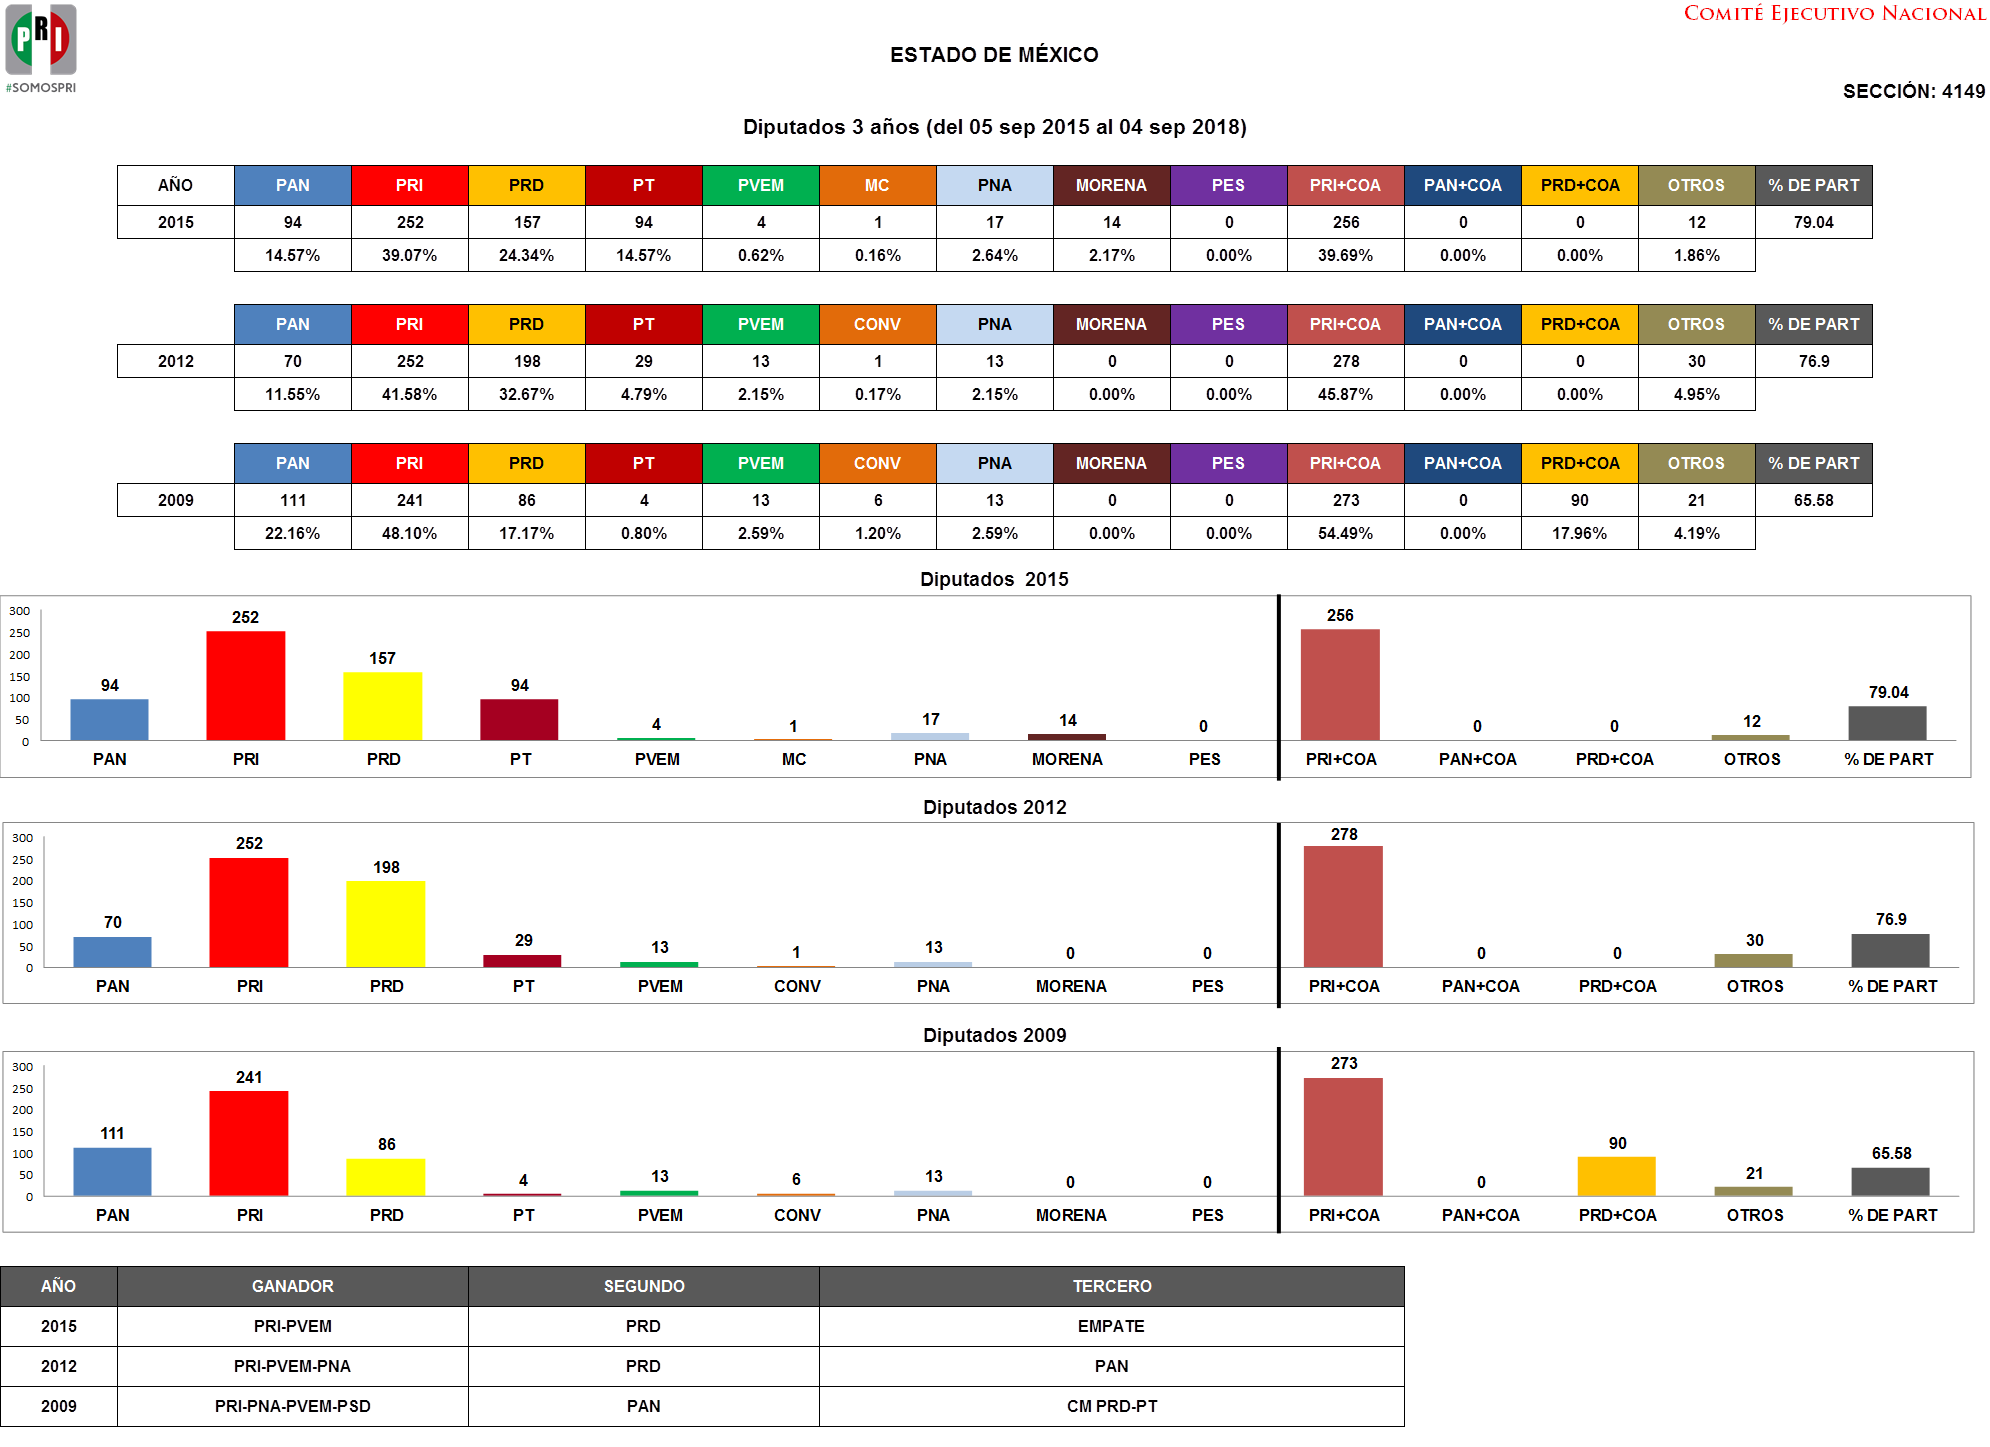 PRI
#SOMOSPRI
COMITÉ EJECUTIVO NACIONAL
ESTADO DE MÉXICO
SECCIÓN: 4149
Diputados 3 años (del 05 sep 2015 al 04 sep 2018)
AÑO PAN PRI PRD PT PVEM MC PNA MORENA PES PRI+COA PAN+COA PRD+COA OTROS % DE PART
2015 94 252 157 94 4 1 17 14 0 256 0 0 12 79.04
14.57% 39.07% 24.34% 14.57% 0.62% 0.16% 2.64% 2.17% 0.00% 39.69% 0.00% 0.00% 1.86%
PAN PRI PRD PT PVEM CONV PNA MORENA PES PRI+COA PAN+COA PRD+COA OTROS % DE PART
2012 70 252 198 29 13 1 13 0 0 278 0 0 30 76.9
11.55% 41.58% 32.67% 4.79% 2.15% 0.17% 2.15% 0.00% 0.00% 45.87% 0.00% 0.00% 4.95%
PAN PRI PRD PT PVEM CONV PNA MORENA PES PRI+COA PAN+COA PRD+COA OTROS % DE PART
2009 111 241 86 4 13 6 13 0 0 273 0 90 21 65.58
22.16% 48.10% 17.17% 0.80% 2.59% 1.20% 2.59% 0.00% 0.00% 54.49% 0.00% 17.96% 4.19%
Diputados 2015
300
250
200
150
100
50
0
94 252 157 94 4 1 17 14 0 256 0 0 12 79.04
PAN PRI PRD PT PVEM MC PNA MORENA PES PRI+COA PAN+COA PRD+COA OTROS % DE PART
Diputados 2012
300
250
200
150
100
50
0
70 252 198 29 13 1 13 0 0 278 0 0 30 76.9
PAN PRI PRD PT PVEM CONV PNA MORENA PES PRI+COA PAN+COA PRD+COA OTROS % DE PART
Diputados 2009
300
250
200
150
100
50
0
111 241 86 4 13 6 13 0 0 273 0 90 21 65.58
PAN PRI PRD PT PVEM CONV PNA MORENA PES PRI+COA PAN+COA PRD+COA OTROS % DE PART
AÑO GANADOR SEGUNDO TERCERO
2015 PRI-PVEM PRD EMPATE
2012 PRI-PVEM-PNA PRD PAN
2009 PRI-PNA-PVEM-PSD PAN CM PRD-PT